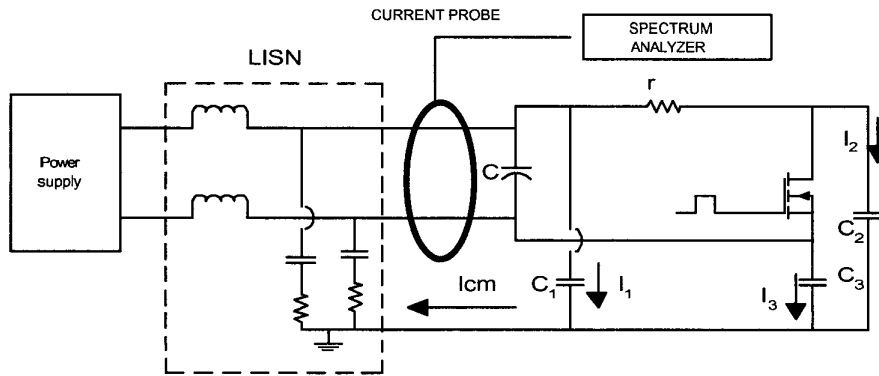 CURRENT PROBE
SPECTRUM
ANALYZER
LISN
r
Power
supply
C
I2
C2
Icm
C1
I1
I3
C3